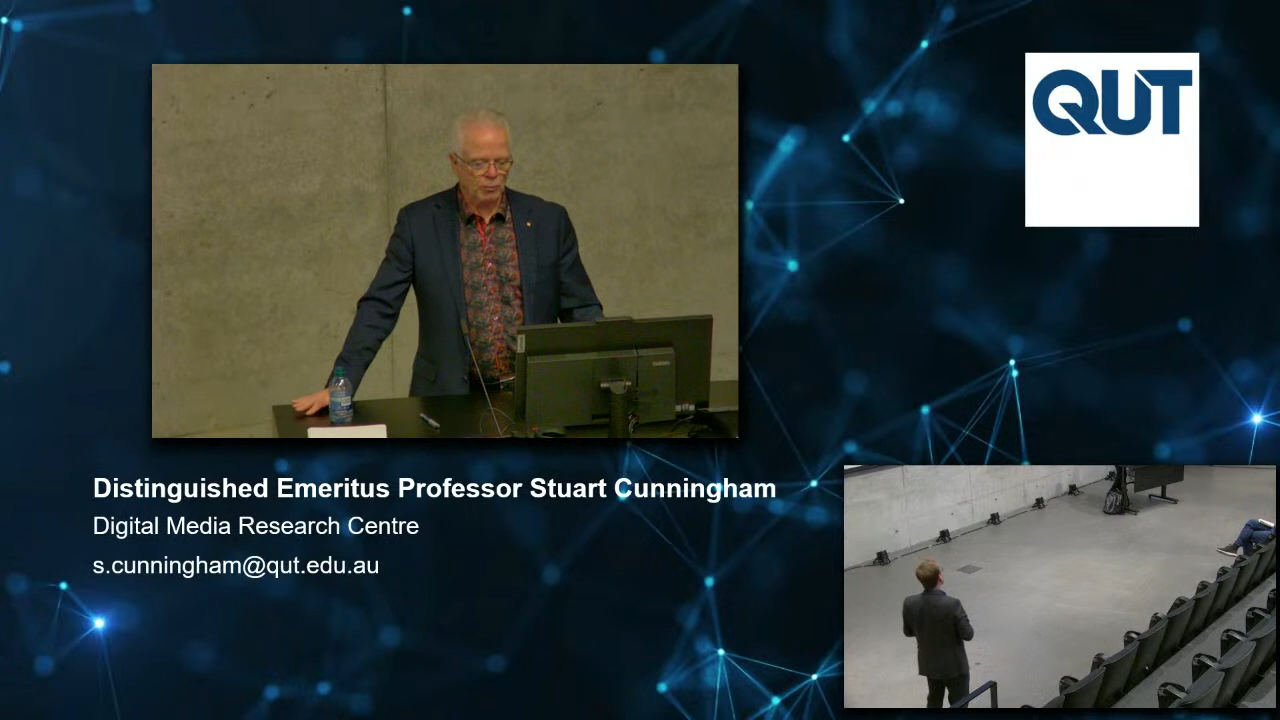 QUT
Distinguished Emeritus Professor Stuart Cunningham
Digital Media Research Centre
s.cunningham@qut.edu.au